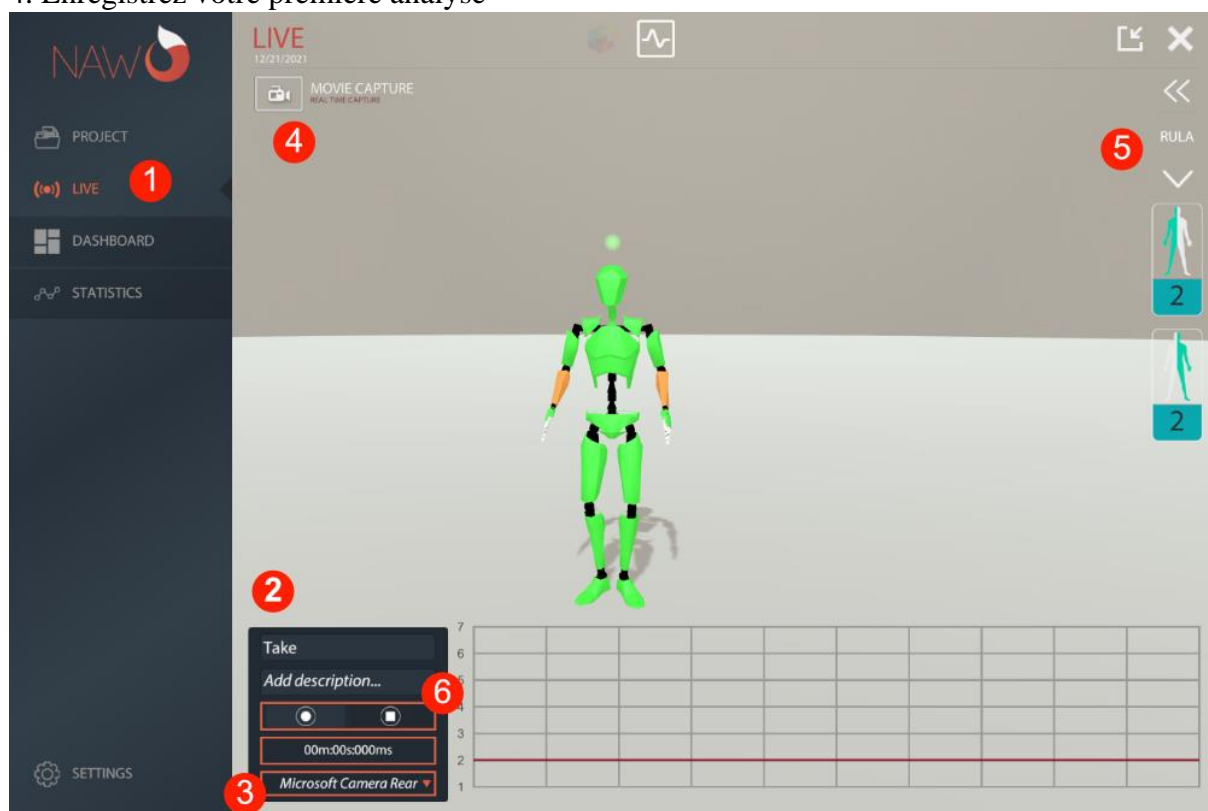 4. Enregistrez votre première analyse
NAWO
LIVE
12/21/2021
MOVIE CAPTURE
REAL TIME CAPTURE
4
PROJECT
5
RULA
LIVE
1
DASHBOARD
STATISTICS
2
2
2
Take
Add description...
6
00m:00s:000ms
3
Microsoft Camera Rear
7
6
5
4
3
2
1
SETTINGS